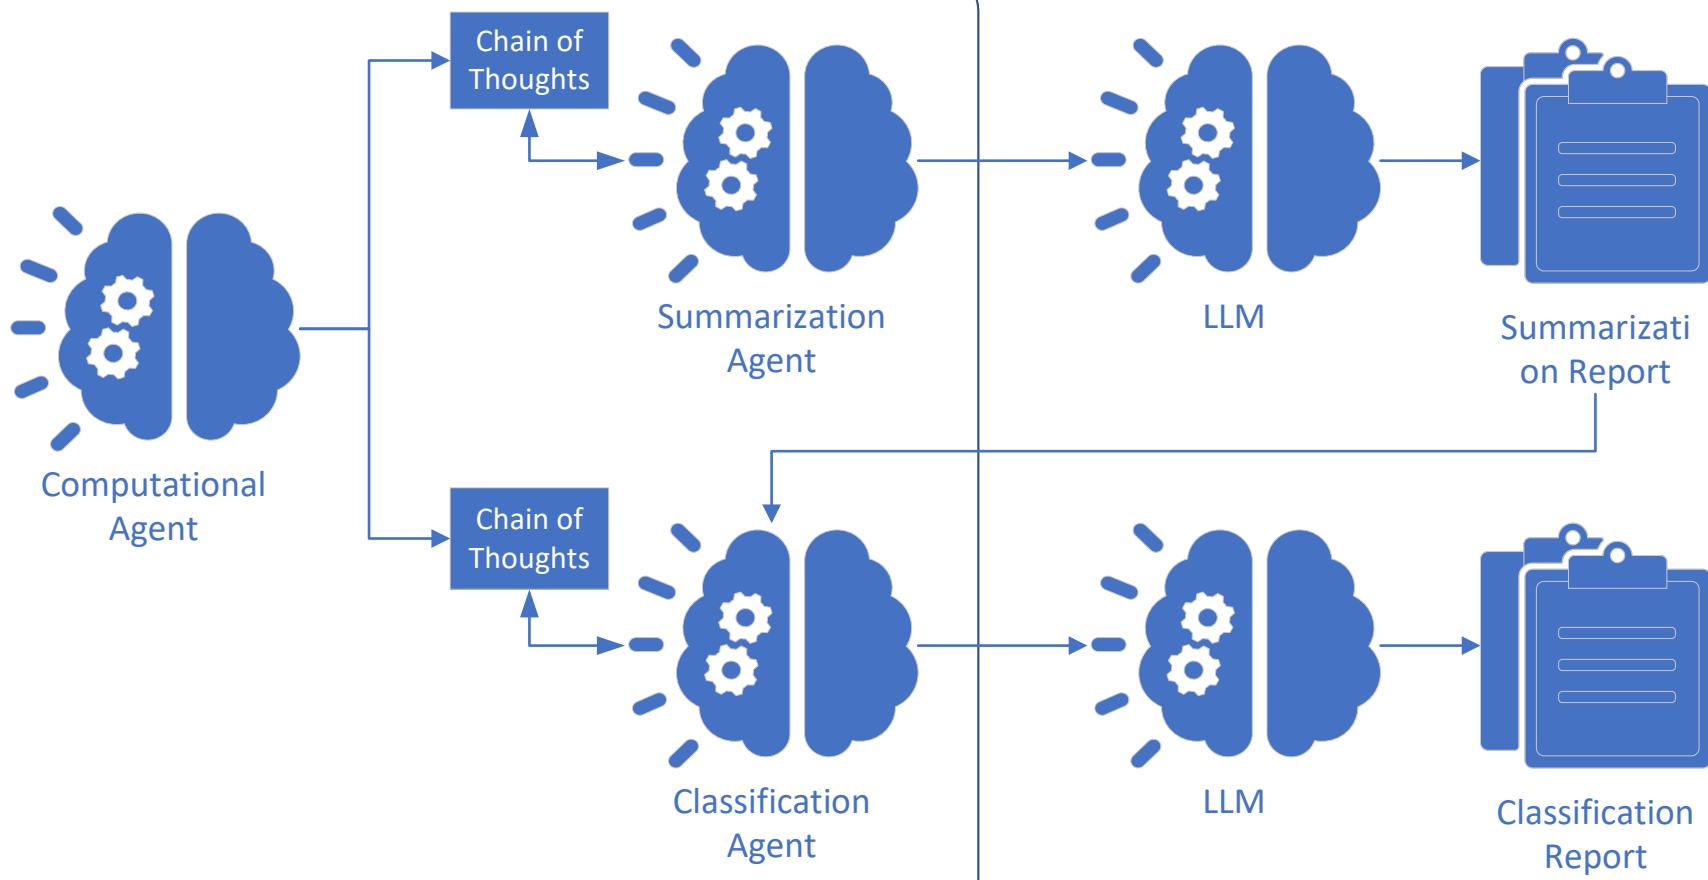 Chain of
Thoughts
Summarization
Agent
LLM
Summarizati
on Report
Computational
Agent
Chain of
Thoughts
Classification
Agent
LLM
Classification
Report